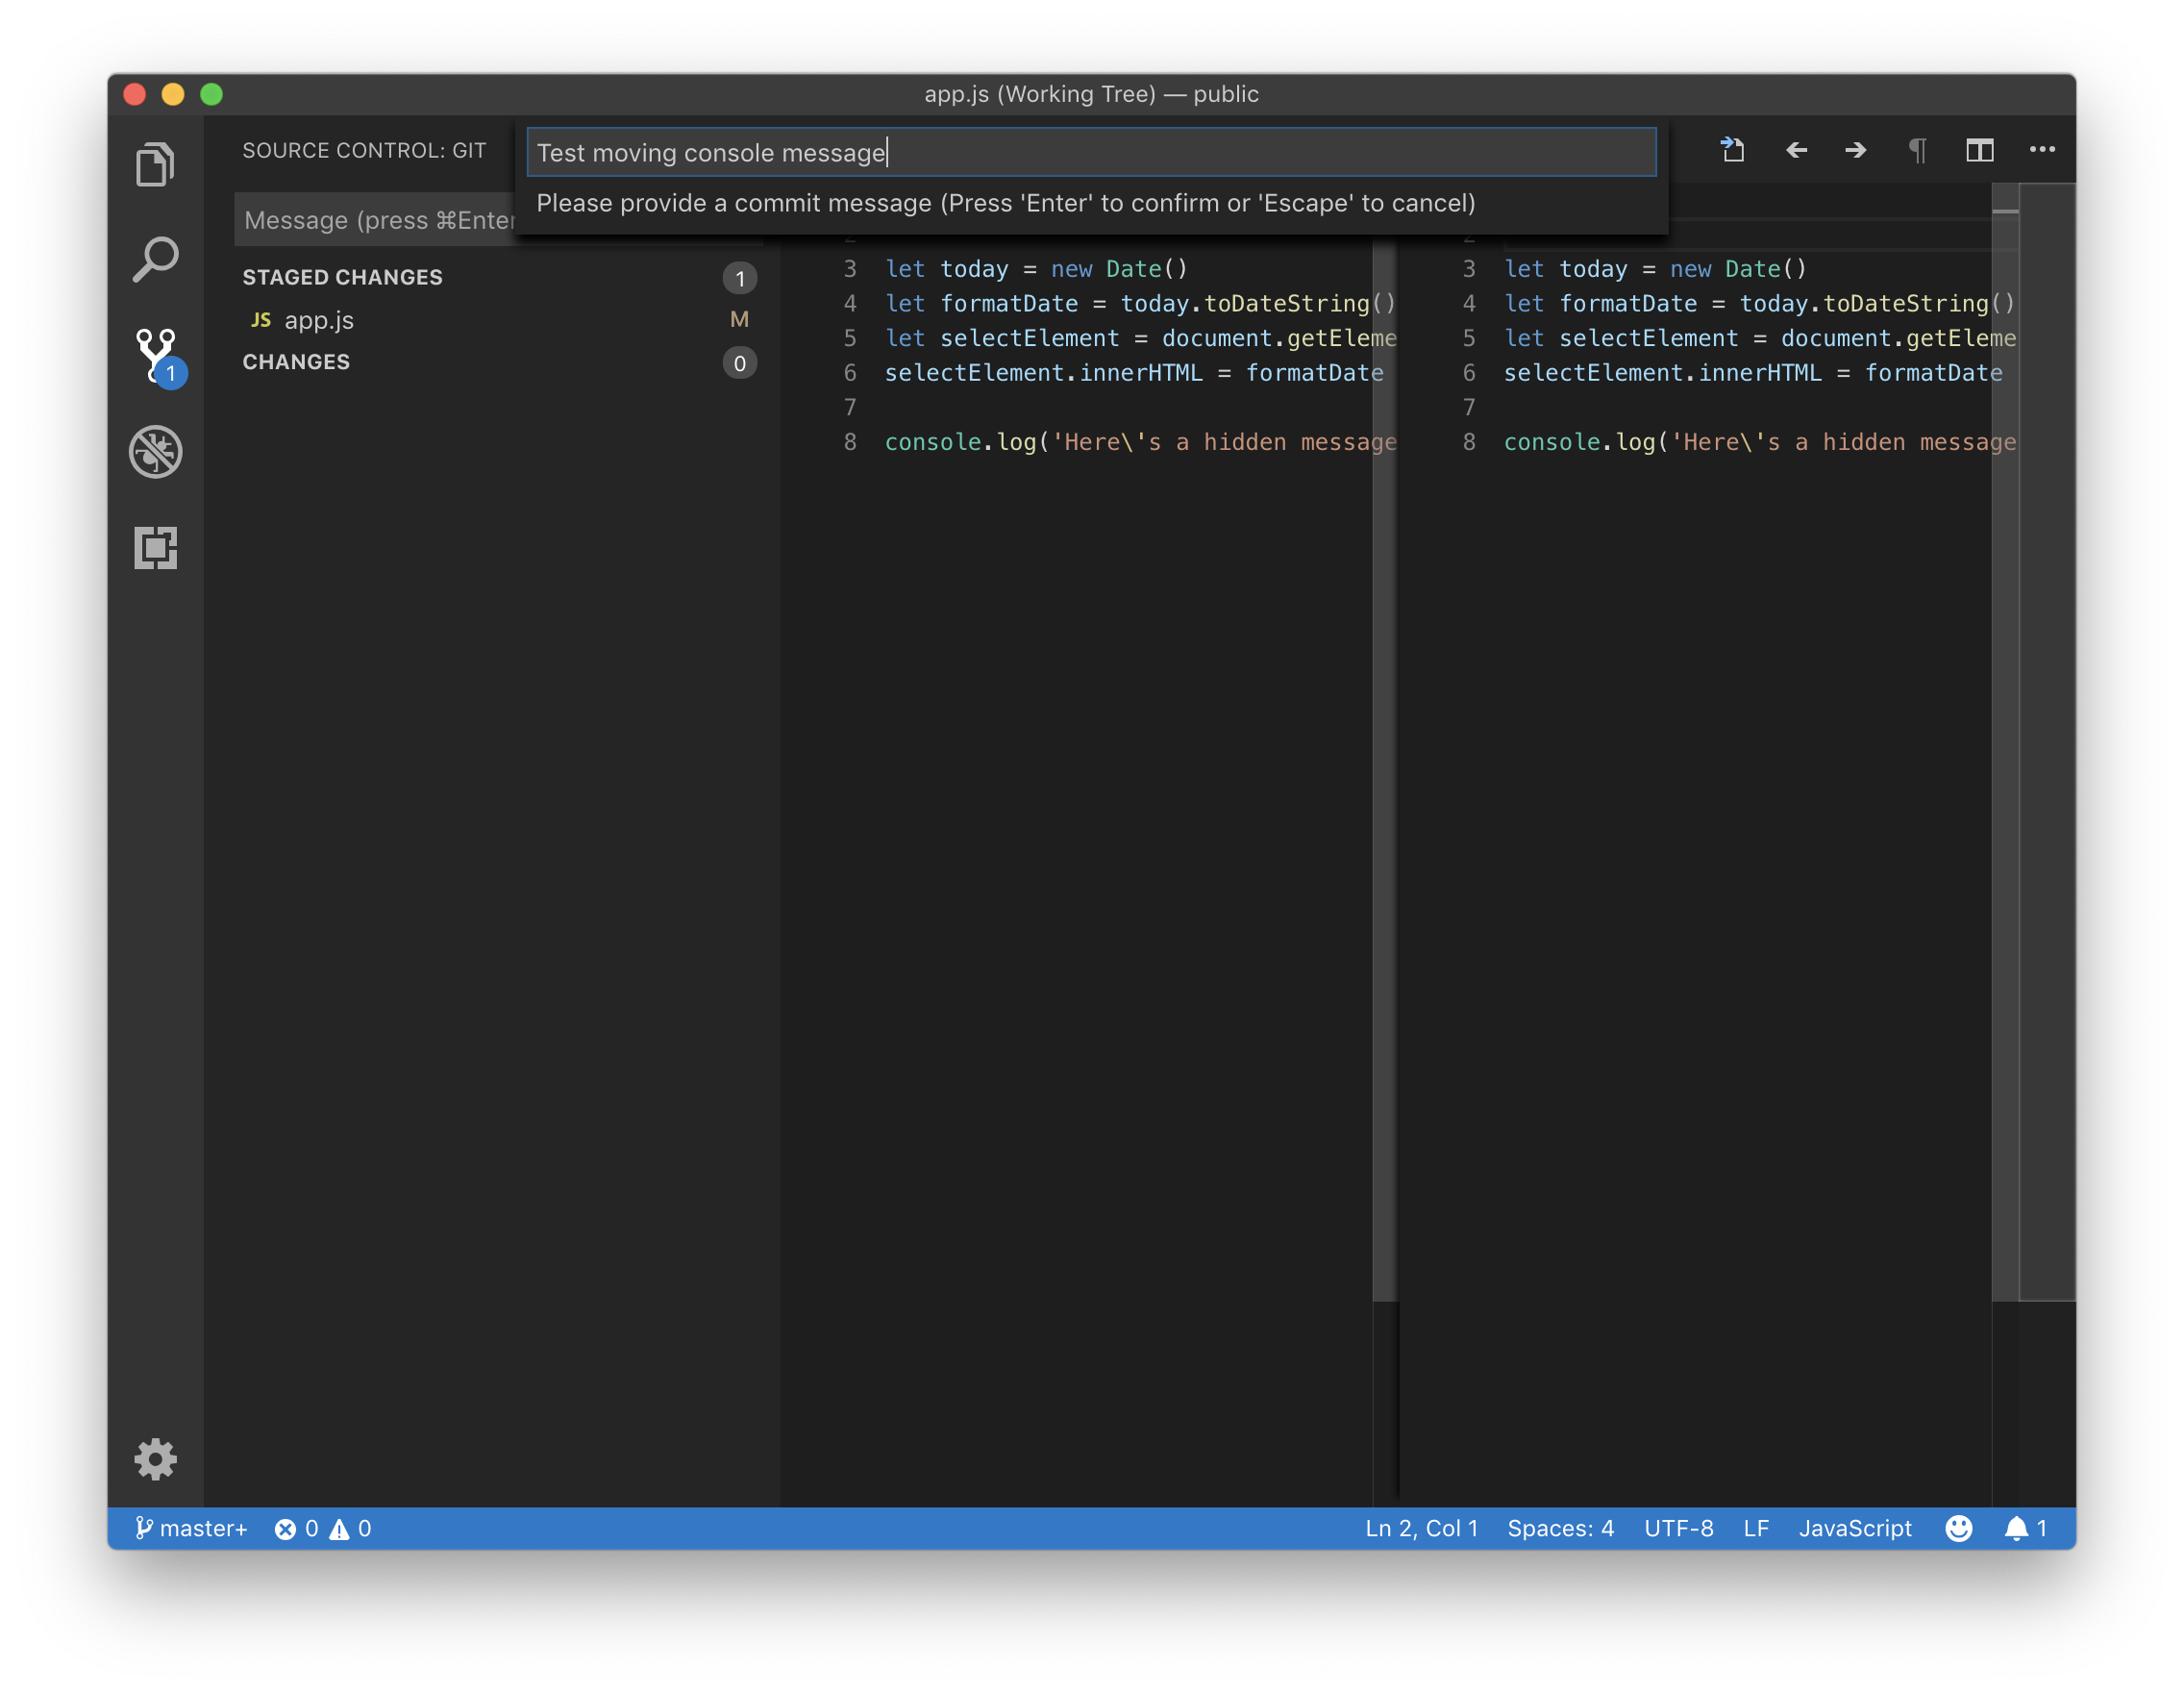 app.js (Working Tree) — public
SOURCE CONTROL: GIT
Test moving console message
Please provide a commit message (Press 'Enter' to confirm or 'Escape' to cancel)
Message (press ⌘Enter
STAGED CHANGES 1
JS app.js M
CHANGES 0
1
2
3 let today = new Date()
4 let formatDate = today.toDateString()
5 let selectElement = document.getEleme
6 selectElement.innerHTML = formatDate
7
8 console.log('Here\'s a hidden message
2
3 let today = new Date()
4 let formatDate = today.toDateString()
5 let selectElement = document.getEleme
6 selectElement.innerHTML = formatDate
7
8 console.log('Here\'s a hidden message
master+ 0 0 Ln 2, Col 1 Spaces: 4 UTF-8 LF JavaScript 1